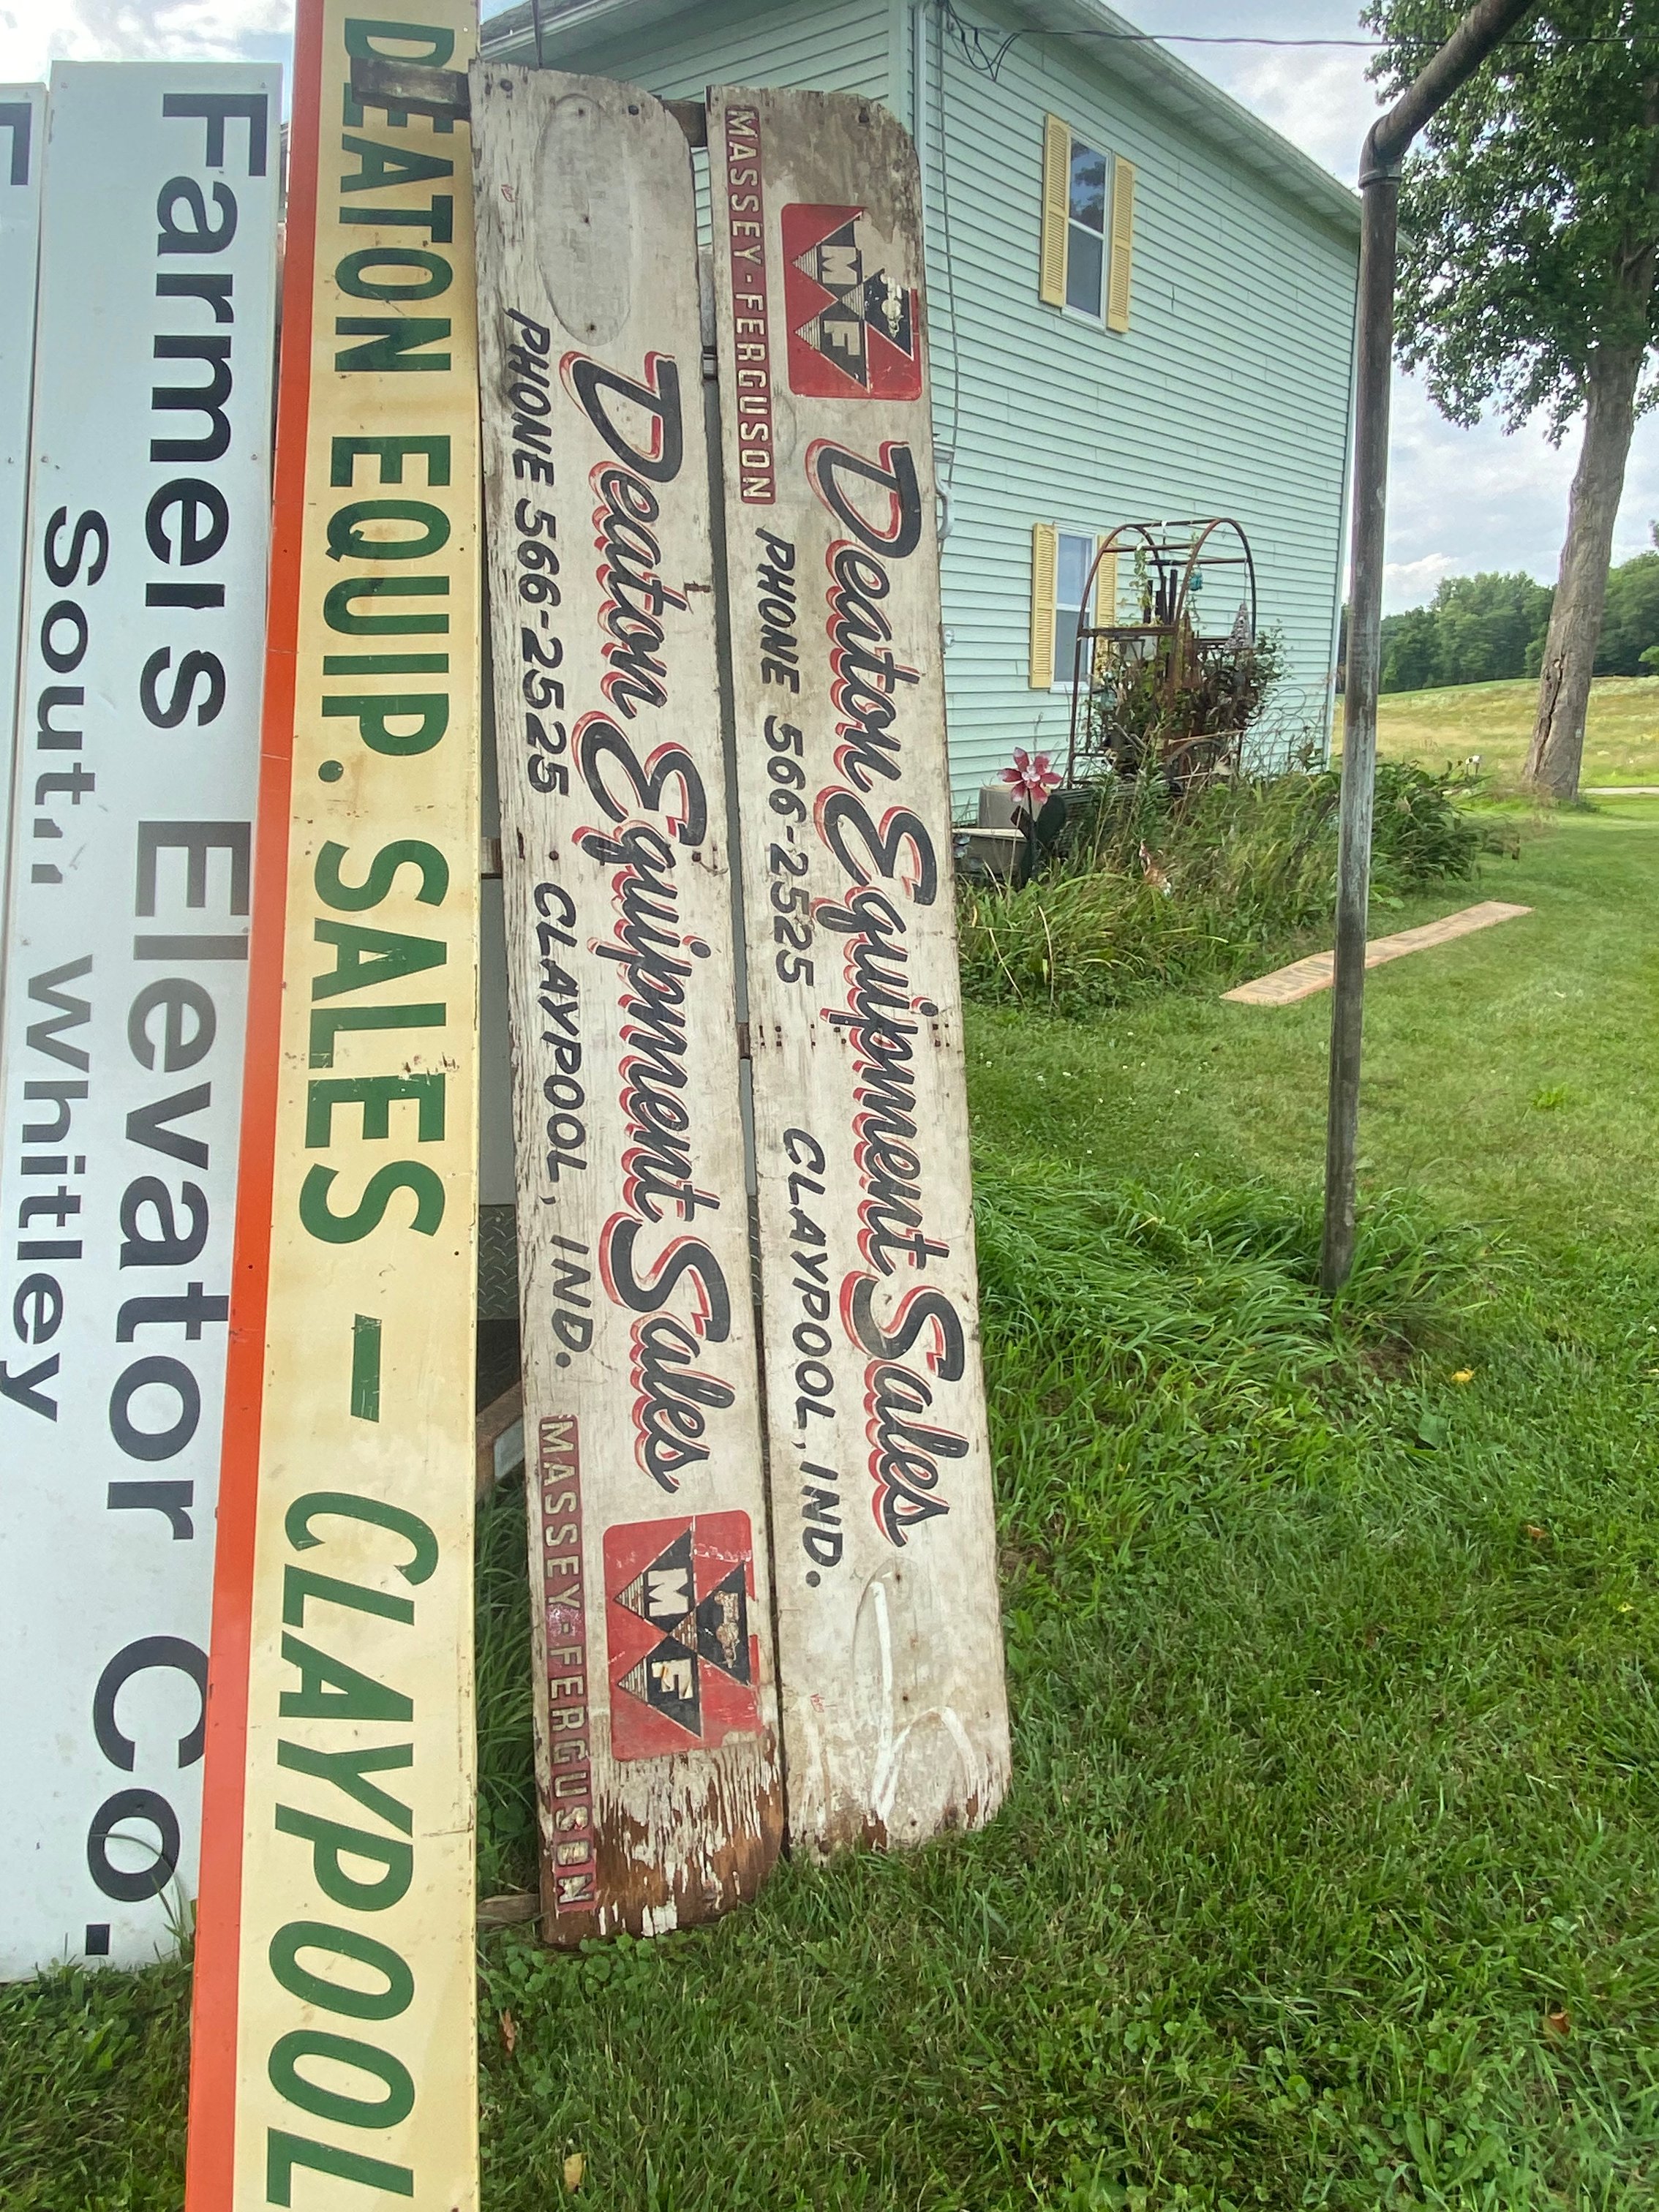 Farmers Elevator Co.
South Whitley
DEATON EQUIP. SALES — CLAYPOOL
Deaton Equipment Sales
PHONE 566-2525 CLAYPOOL, IND.
MF
MASSEY-FERGUSON
MF
MASSEY-FERGUSON
Deaton Equipment Sales
PHONE 566-2525 CLAYPOOL, IND.